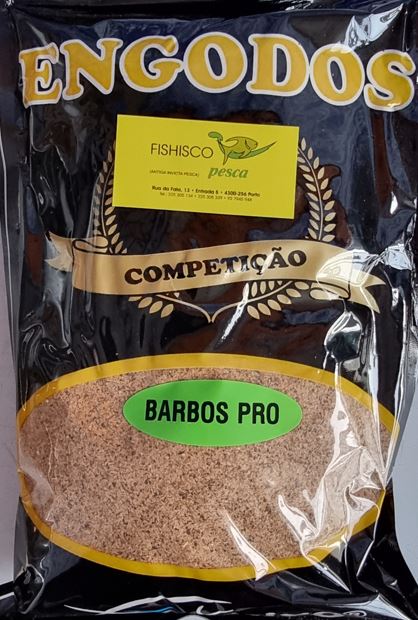 ENGODOS
FISHISCO
(ANTIGA INVICTA PESCA) pesca
COMPETIÇÃO
BARBOS PRO